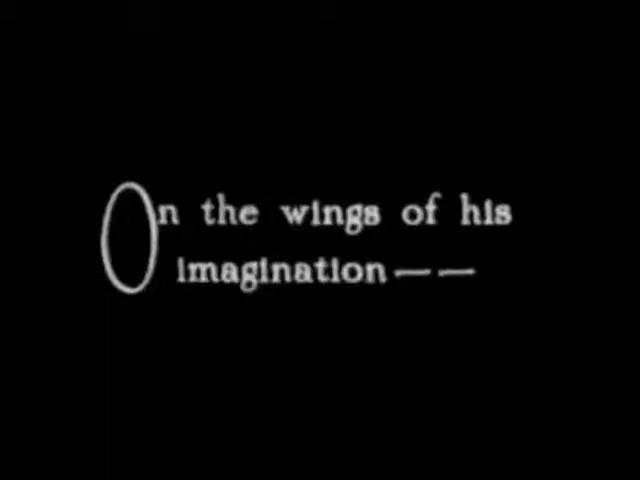 On the wings of his
imagination — —